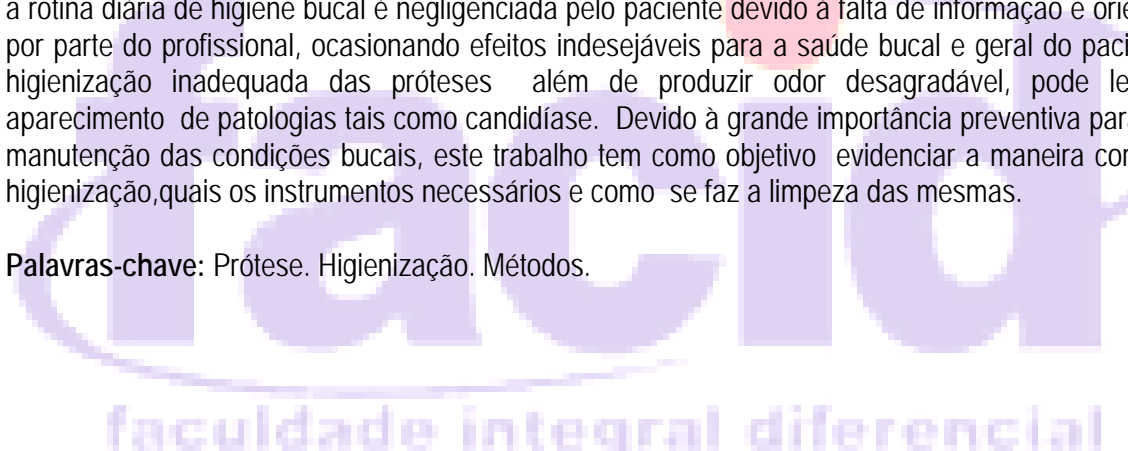 a rotina diária de higiene bucal é negligenciada pelo paciente devido à falta de informação e
por parte do profissional, ocasionando efeitos indesejáveis para a saúde bucal e geral do
higienização inadequada das próteses além de produzir odor desagradável, pode
aparecimento de patologias tais como candidíase. Devido à grande importância preventiva
manutenção das condições bucais, este trabalho tem como objetivo evidenciar a maneira
higienização,quais os instrumentos necessários e como se faz a limpeza das mesmas.
Palavras-chave: Prótese. Higienização. Métodos.
facid
faculdade integral diferencial